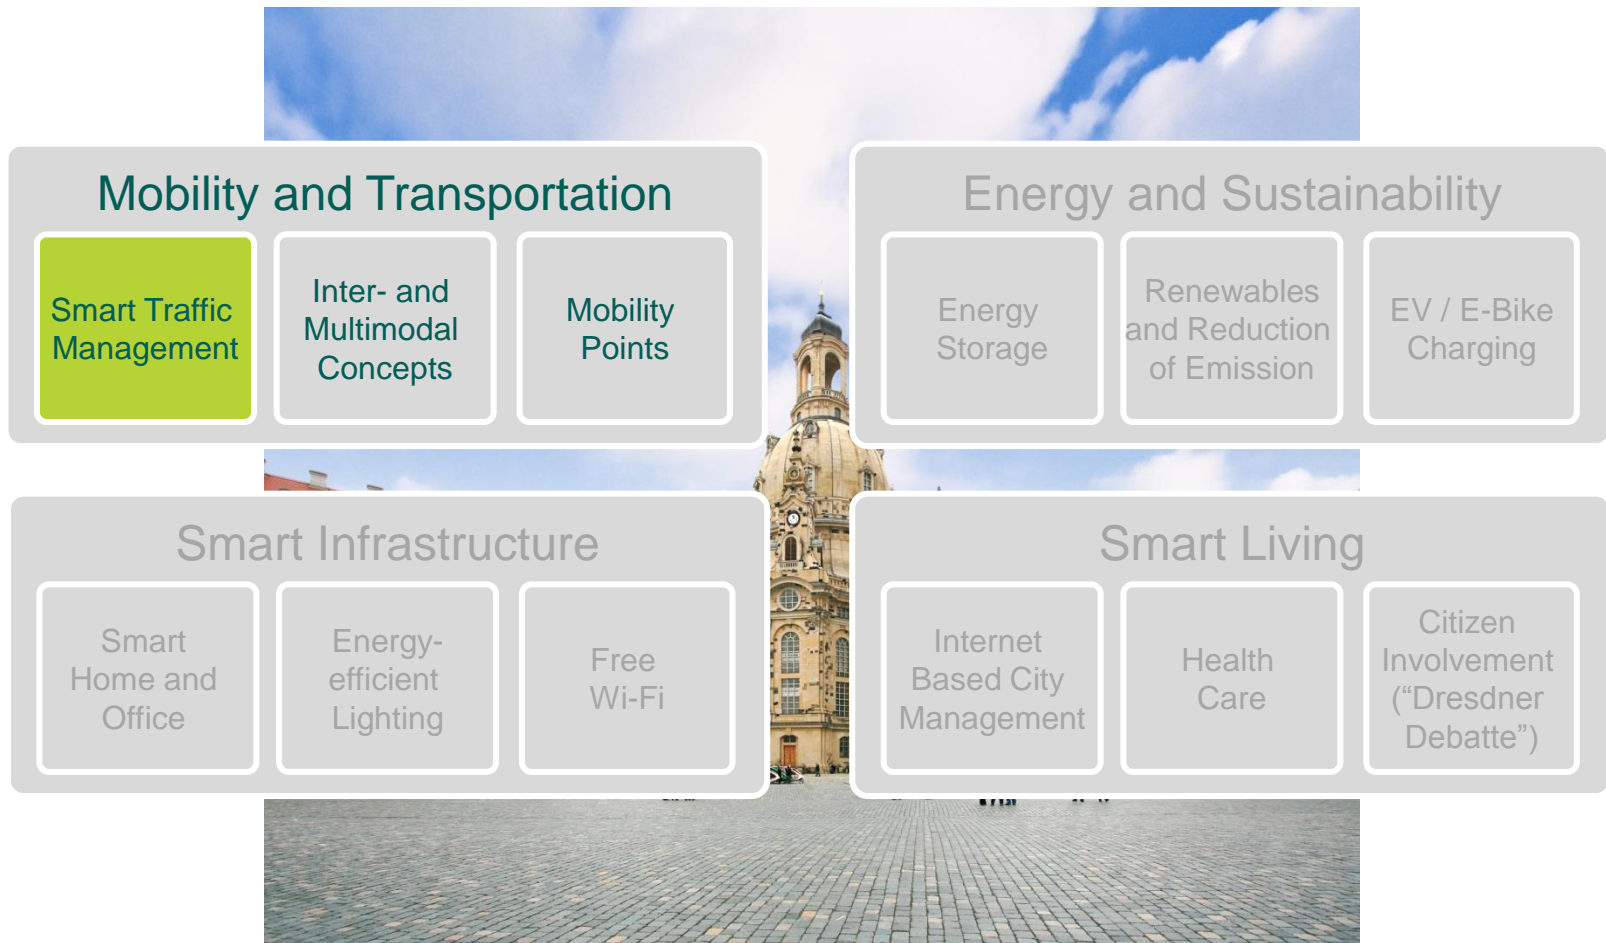 Mobility and Transportation
Smart Traffic
Management
Inter- and
Multimodal
Concepts
Mobility
Points
Energy and Sustainability
Energy
Storage
Renewables
and Reduction
of Emission
EV / E-Bike
Charging
Smart Infrastructure
Smart
Home and
Office
Energy-
efficient
Lighting
Free
Wi-Fi
Smart Living
Internet
Based City
Management
Health
Care
Citizen
Involvement
(“Dresdner
Debatte”)